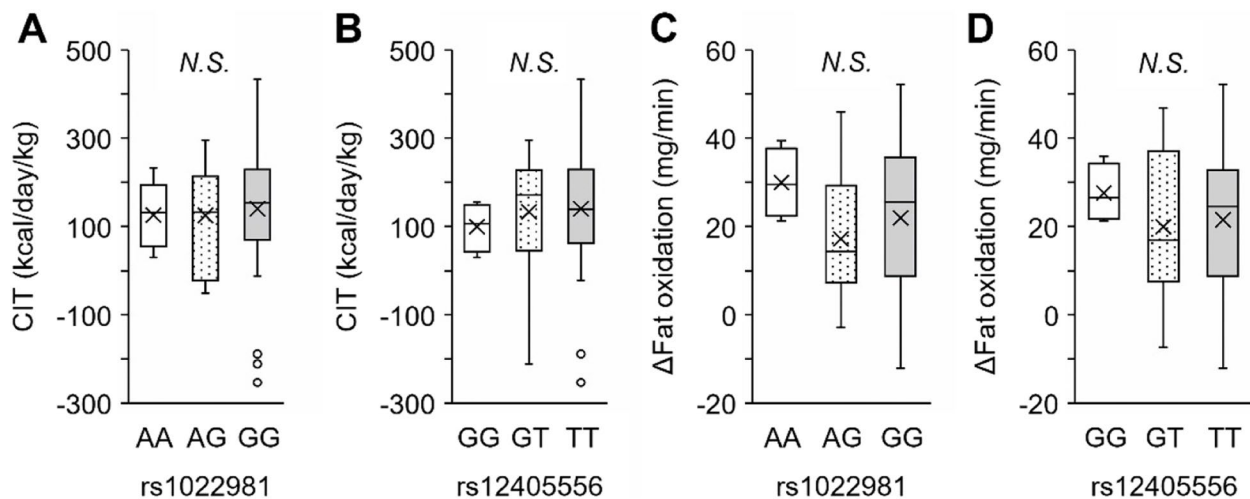 A
CIT (kcal/day/kg)
500
300
100
-100
-300
N.S.
AA AG GG
rs1022981
B
CIT (kcal/day/kg)
500
300
100
-100
-300
N.S.
GG GT TT
rs12405556
C
ΔFat oxidation (mg/min)
60
40
20
0
-20
N.S.
AA AG GG
rs1022981
D
ΔFat oxidation (mg/min)
60
40
20
0
-20
N.S.
GG GT TT
rs12405556